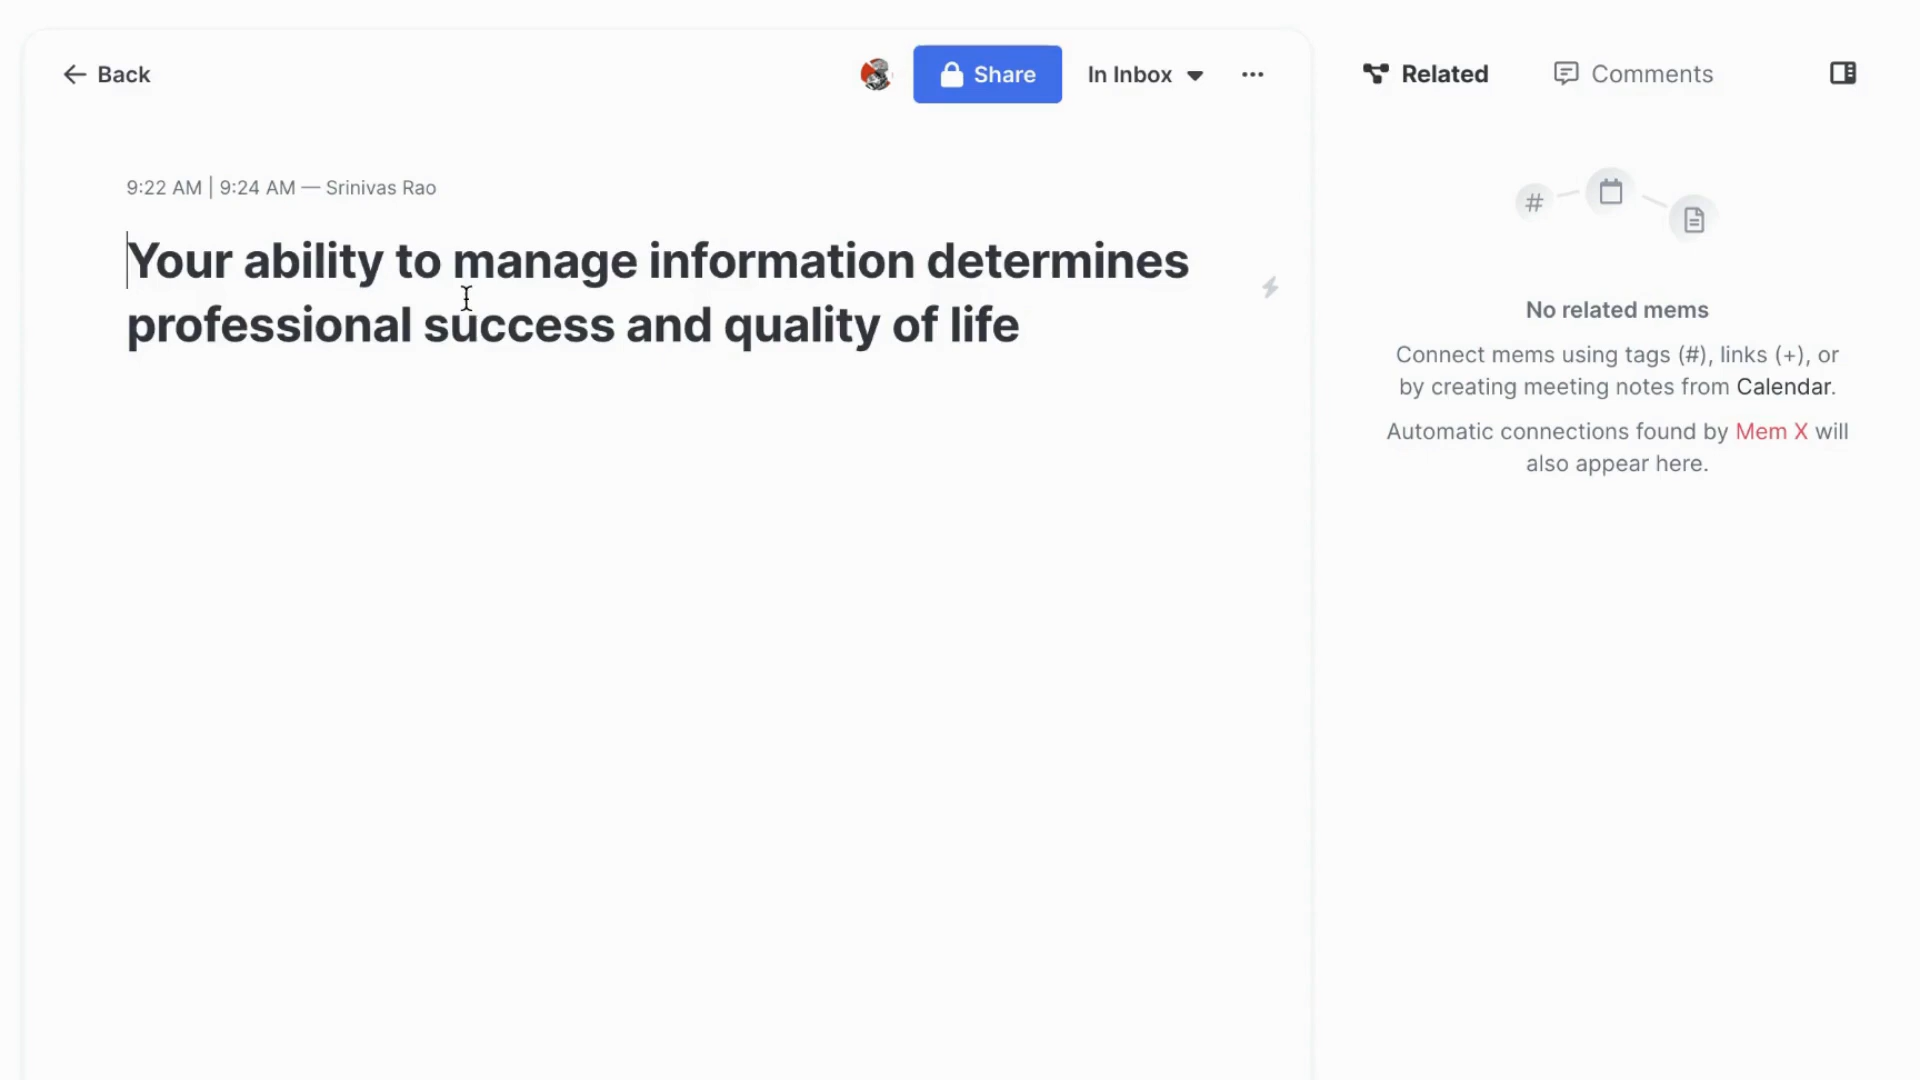 Back
Share
In Inbox
Related
Comments
9:22 AM | 9:24 AM — Srinivas Rao
Your ability to manage information determines
professional success and quality of life
#
No related mems
Connect mems using tags (#), links (+), or
by creating meeting notes from Calendar.
Automatic connections found by Mem X will
also appear here.